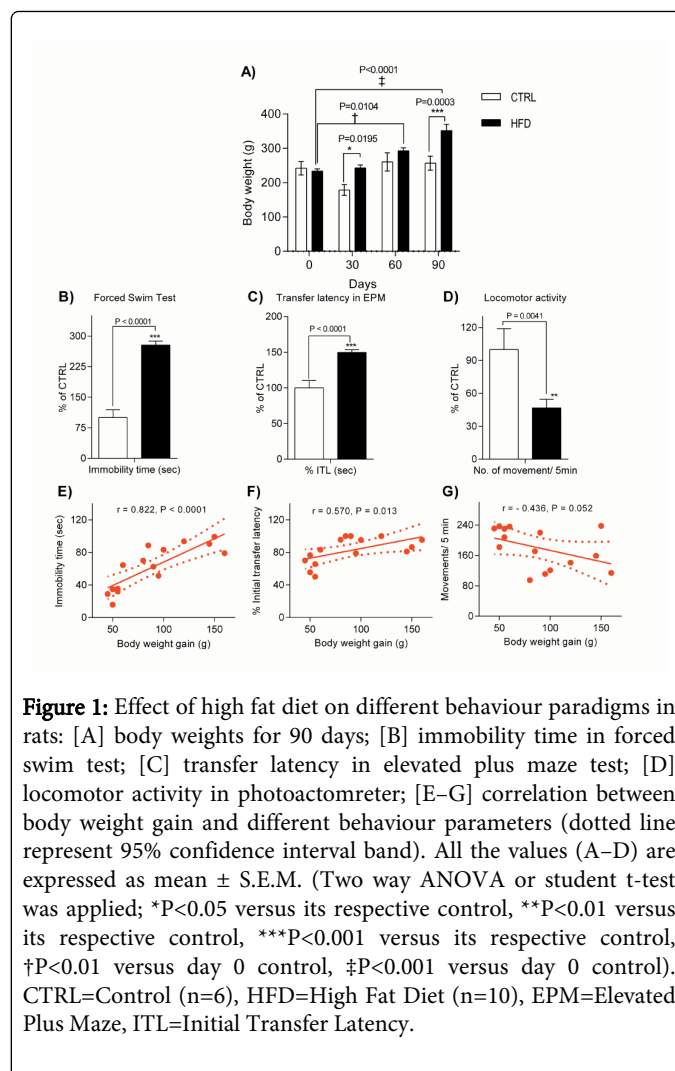 A)
P<0.0001
‡
CTRL
HFD
P=0.0104
†
P=0.0003
***
P=0.0195
*
Body weight (g)
400
300
200
100
0
0 30 60 90
Days
B) Forced Swim Test
P < 0.0001
***
% of CTRL
300
225
150
75
0
Immobility time (sec)
C) Transfer latency in EPM
P < 0.0001
***
% of CTRL
200
150
100
50
0
% ITL (sec)
D) Locomotor activity
P = 0.0041
**
% of CTRL
120
90
60
30
0
No. of movement/ 5min
E)
r = 0.822, P < 0.0001
Immobility time (sec)
120
80
40
0
50 100 150
Body weight gain (g)
F)
r = 0.570, P = 0.013
% Initial transfer latency
120
80
40
0
50 100 150
Body weight gain (g)
G)
r = - 0.436, P = 0.052
Movements/ 5 min
240
160
80
0
50 100 150
Body weight gain (g)
Figure 1: Effect of high fat diet on different behaviour paradigms in
rats: [A] body weights for 90 days; [B] immobility time in forced
swim test; [C] transfer latency in elevated plus maze test; [D]
locomotor activity in photoactomreter; [E–G] correlation between
body weight gain and different behaviour parameters (dotted line
represent 95% confidence interval band). All the values (A–D) are
expressed as mean ± S.E.M. (Two way ANOVA or student t-test
was applied; *P<0.05 versus its respective control, **P<0.01 versus
its respective control, ***P<0.001 versus its respective control,
†P<0.01 versus day 0 control, ‡P<0.001 versus day 0 control).
CTRL=Control (n=6), HFD=High Fat Diet (n=10), EPM=Elevated
Plus Maze, ITL=Initial Transfer Latency.